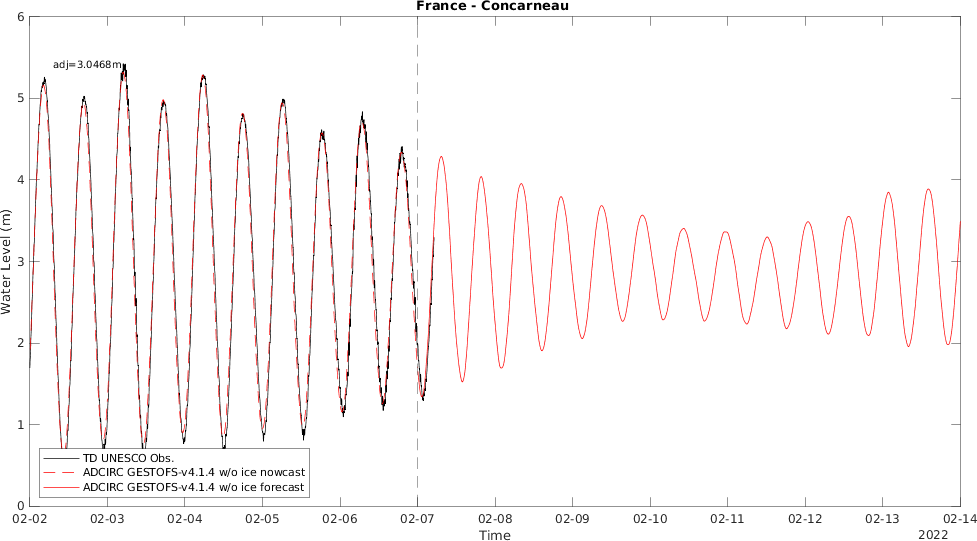 France - Concarneau
6
adj=3.0468m
5
4
3
2
1
0
Water Level (m)
TD UNESCO Obs.
ADCIRC GESTOFS-v4.1.4 w/o ice nowcast
ADCIRC GESTOFS-v4.1.4 w/o ice forecast
02-02 02-03 02-04 02-05 02-06 02-07 02-08 02-09 02-10 02-11 02-12 02-13 02-14
Time
2022